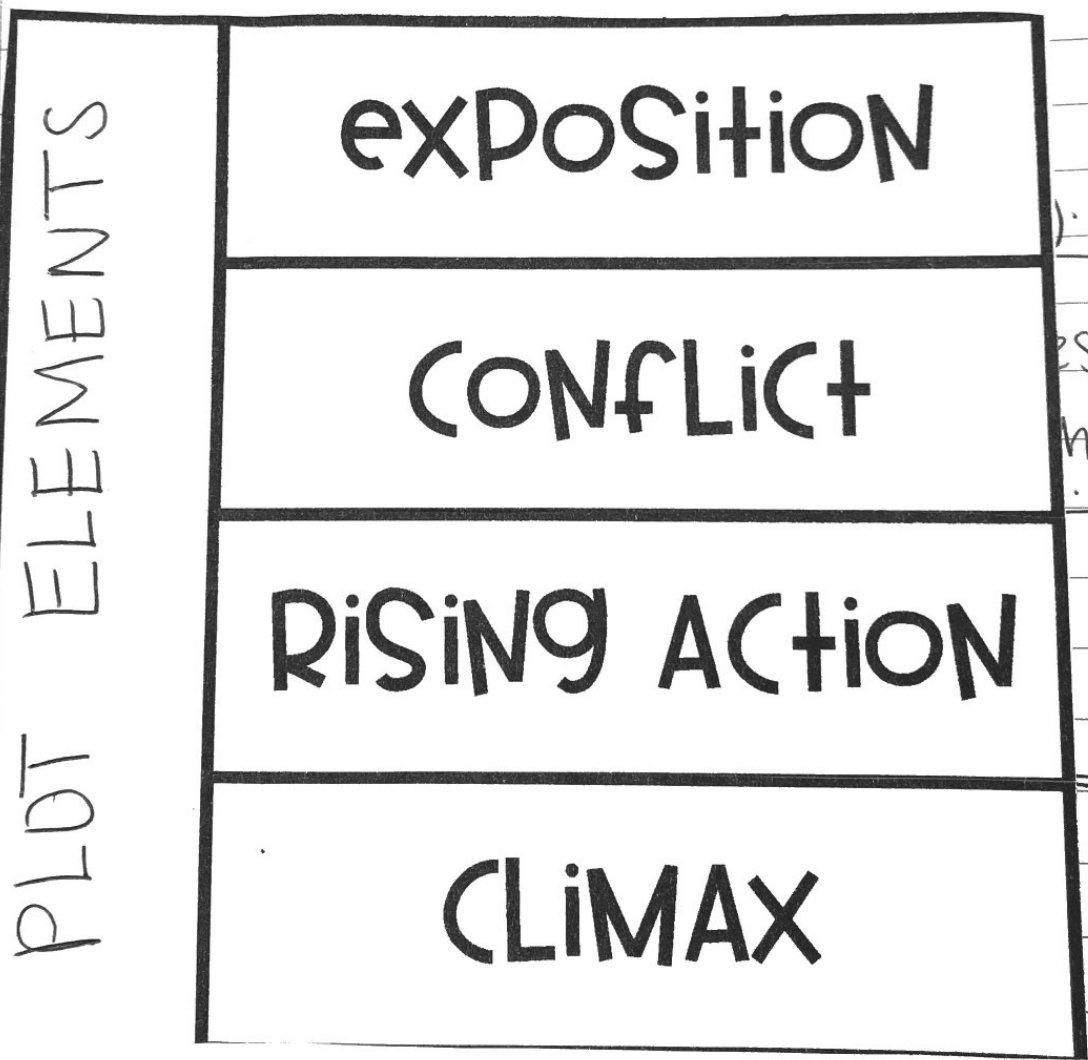 PLOT ELEMENTS
exPoSitioN
CoNfLiCt
RiSiNg ACtioN
CLiMAX